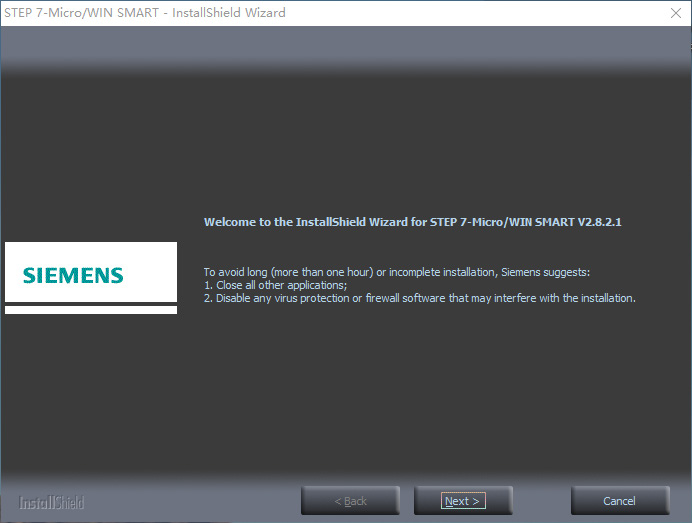 STEP 7-Micro/WIN SMART - InstallShield Wizard
Welcome to the InstallShield Wizard for STEP 7-Micro/WIN SMART V2.8.2.1
SIEMENS
To avoid long (more than one hour) or incomplete installation, Siemens suggests:
1. Close all other applications;
2. Disable any virus protection or firewall software that may interfere with the installation.
InstallShield
< Back
Next >
Cancel